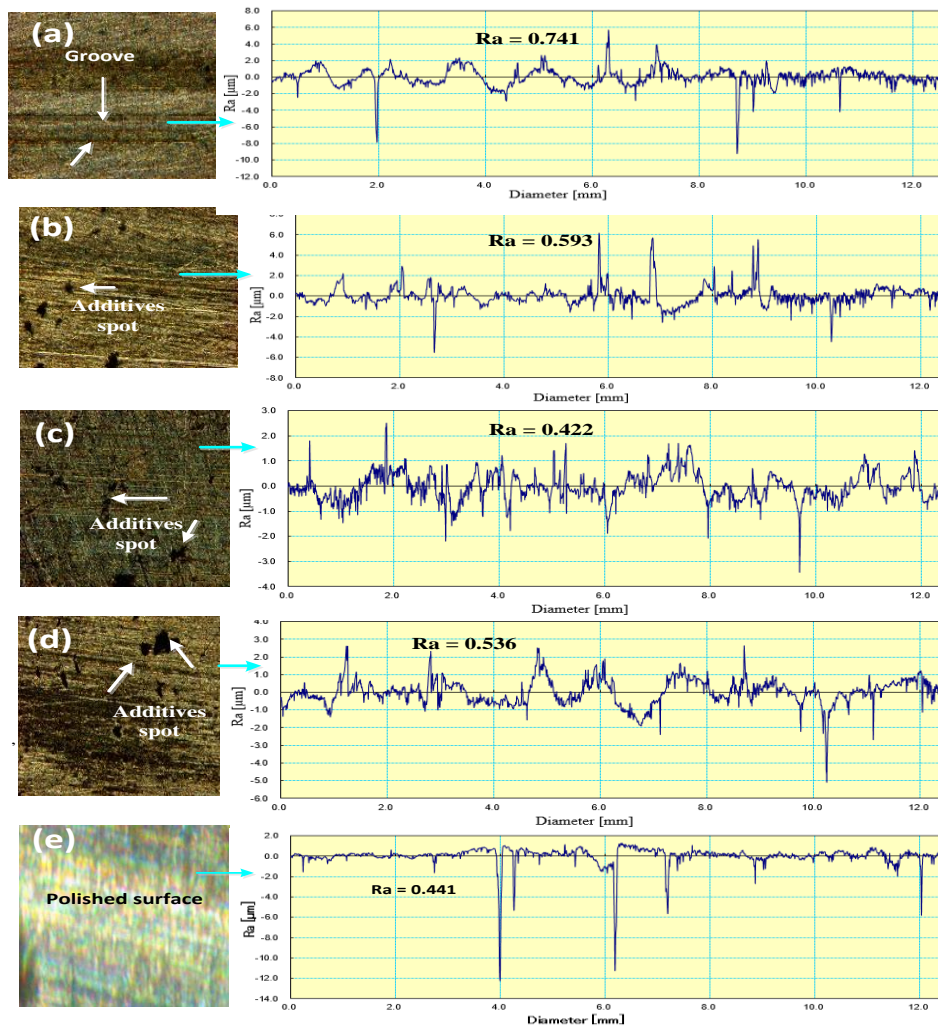 (a)
Groove
Ra = 0.741
Ra [μm]
8.0
6.0
4.0
2.0
0.0
-2.0
-4.0
-6.0
-8.0
-10.0
-12.0
0.0 2.0 4.0 6.0 8.0 10.0 12.0
Diameter [mm]
(b)
Additives
spot
Ra = 0.593
Ra [μm]
6.0
4.0
2.0
0.0
-2.0
-4.0
-6.0
-8.0
0.0 2.0 4.0 6.0 8.0 10.0 12.0
Diameter [mm]
(c)
Additives
spot
Ra = 0.422
Ra [μm]
3.0
2.0
1.0
0.0
-1.0
-2.0
-3.0
-4.0
0.0 2.0 4.0 6.0 8.0 10.0 12.0
Diameter [mm]
(d)
Additives
spot
,
Ra = 0.536
Ra [μm]
4.0
3.0
2.0
1.0
0.0
-1.0
-2.0
-3.0
-4.0
-5.0
-6.0
0.0 2.0 4.0 6.0 8.0 10.0 12.0
Diameter [mm]
(e)
Polished surface
Ra = 0.441
Ra [μm]
2.0
0.0
-2.0
-4.0
-6.0
-8.0
-10.0
-12.0
-14.0
0.0 2.0 4.0 6.0 8.0 10.0 12.0
Diameter [mm]